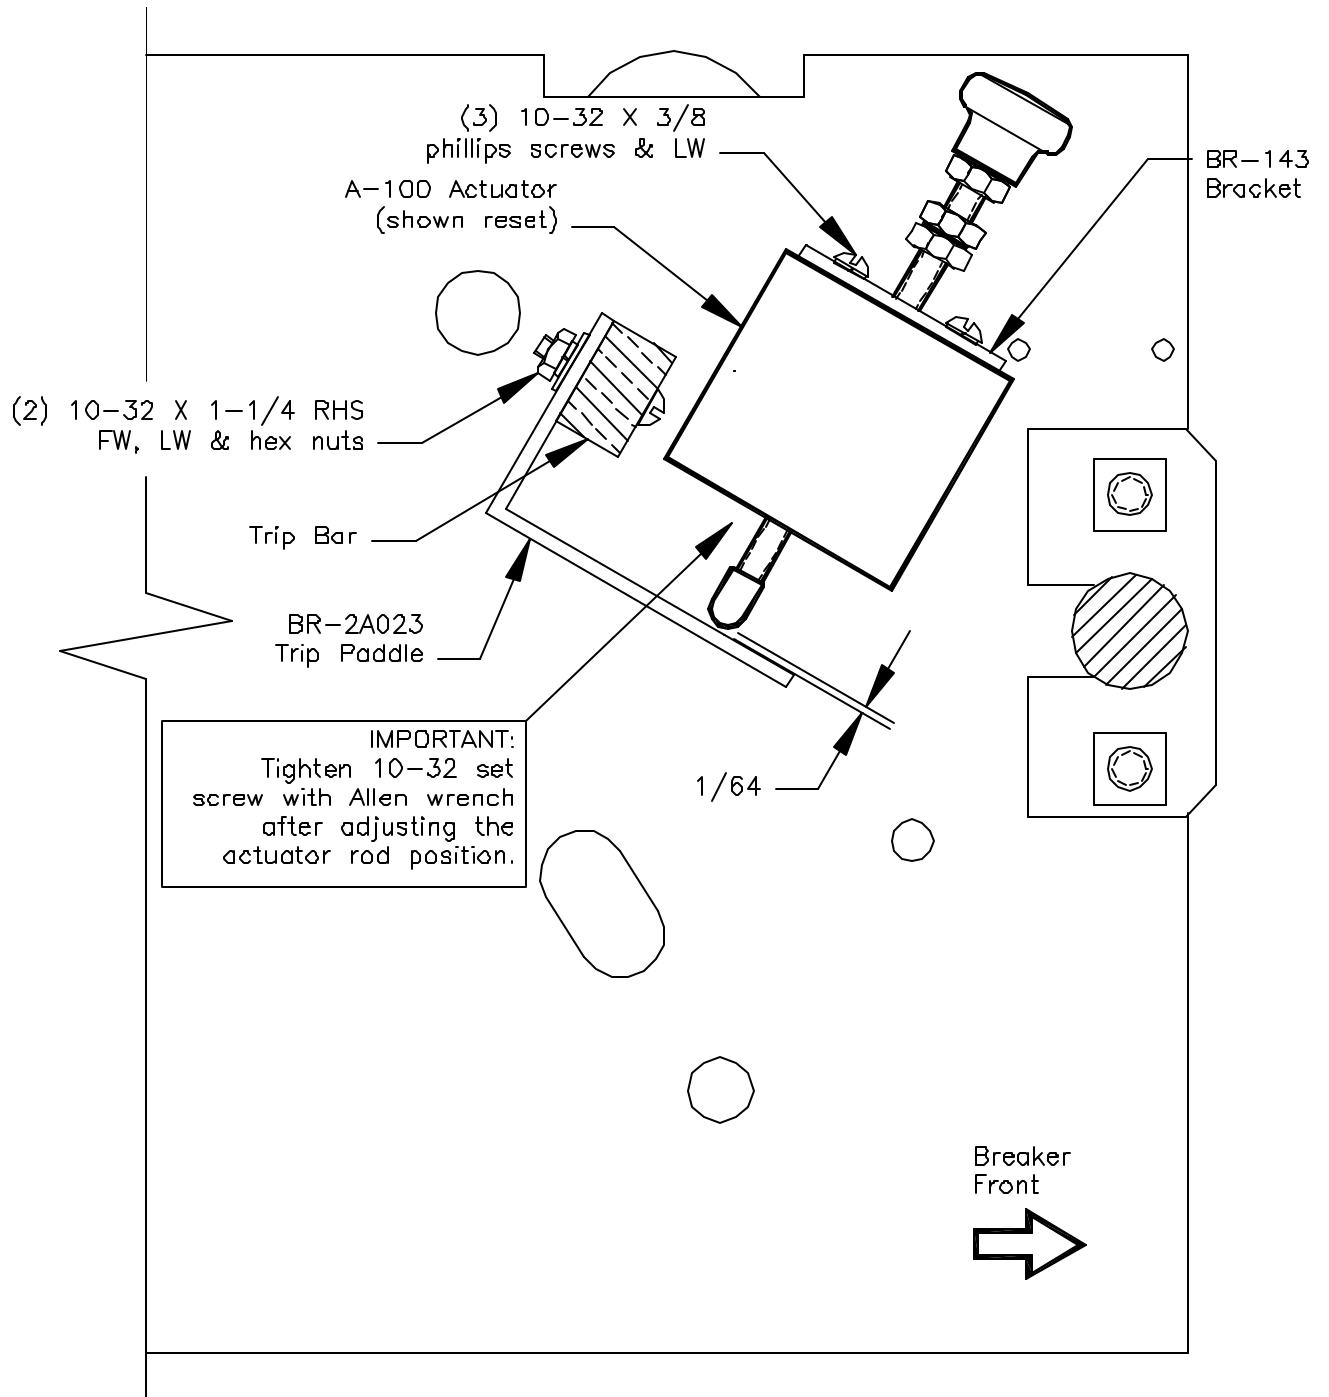 (3) 10-32 X 3/8
phillips screws & LW
BR-143
Bracket
A-100 Actuator
(shown reset)
(2) 10-32 X 1-1/4 RHS
FW, LW & hex nuts
Trip Bar
BR-2A023
Trip Paddle
IMPORTANT:
Tighten 10-32 set
screw with Allen wrench
after adjusting the
actuator rod position.
1/64
Breaker
Front